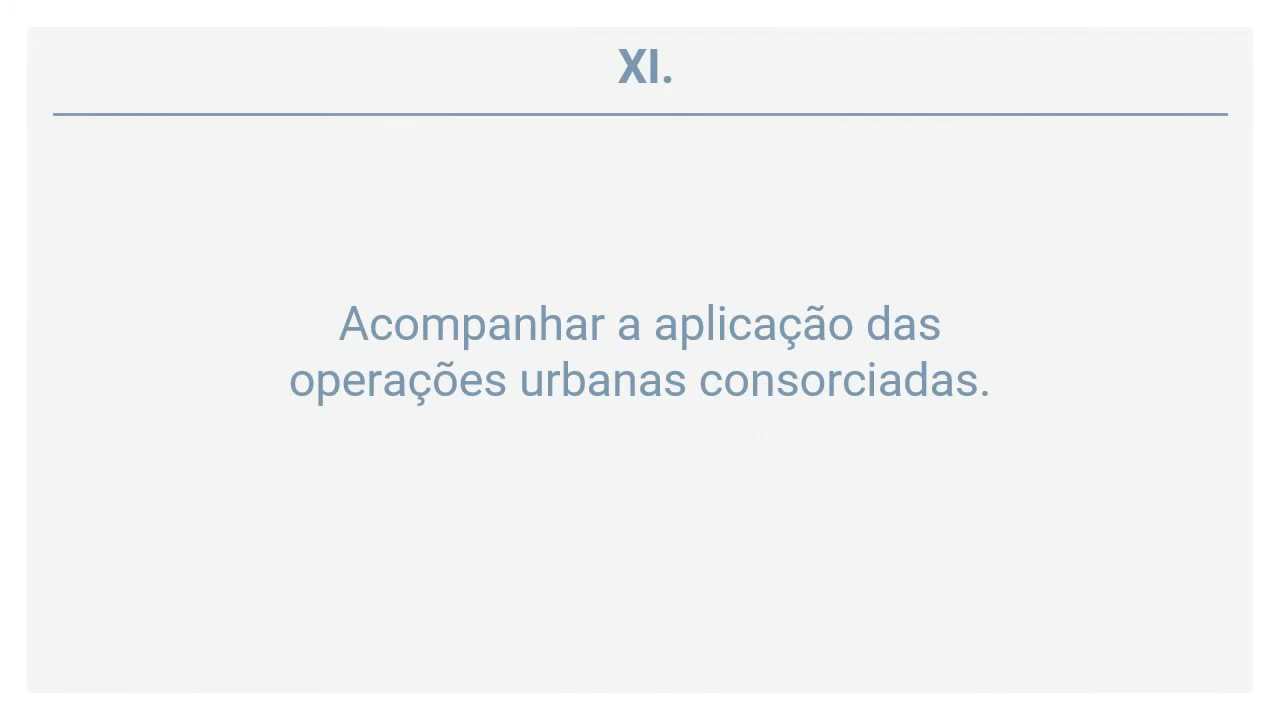 XI.
Acompanhar a aplicação das
operações urbanas consorciadas.